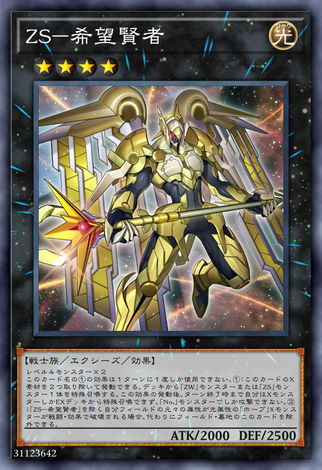 ZS－希望賢者
光
【戦士族／エクシーズ／効果】
レベル４モンスター×２
このカード名の①の効果は１ターンに１度しか使用できない。①：このカードのX
素材を２つ取り除いて発動できる。デッキから「ZW」モンスターまたは「ZS」モン
スター１体を特殊召喚する。この効果の発動後、ターン終了時まで自分はXモンス
ターしかEXデッキから特殊召喚できず、「No.」モンスターでしか攻撃できない。②
：「ZS－希望賢者」を除く自分フィールドの元々の属性が光属性の「ホープ」Xモンス
ターが戦闘・効果で破壊される場合、代わりにフィールド・墓地のこのカードを除
外できる。
ATK/2000 DEF/2500
31123642